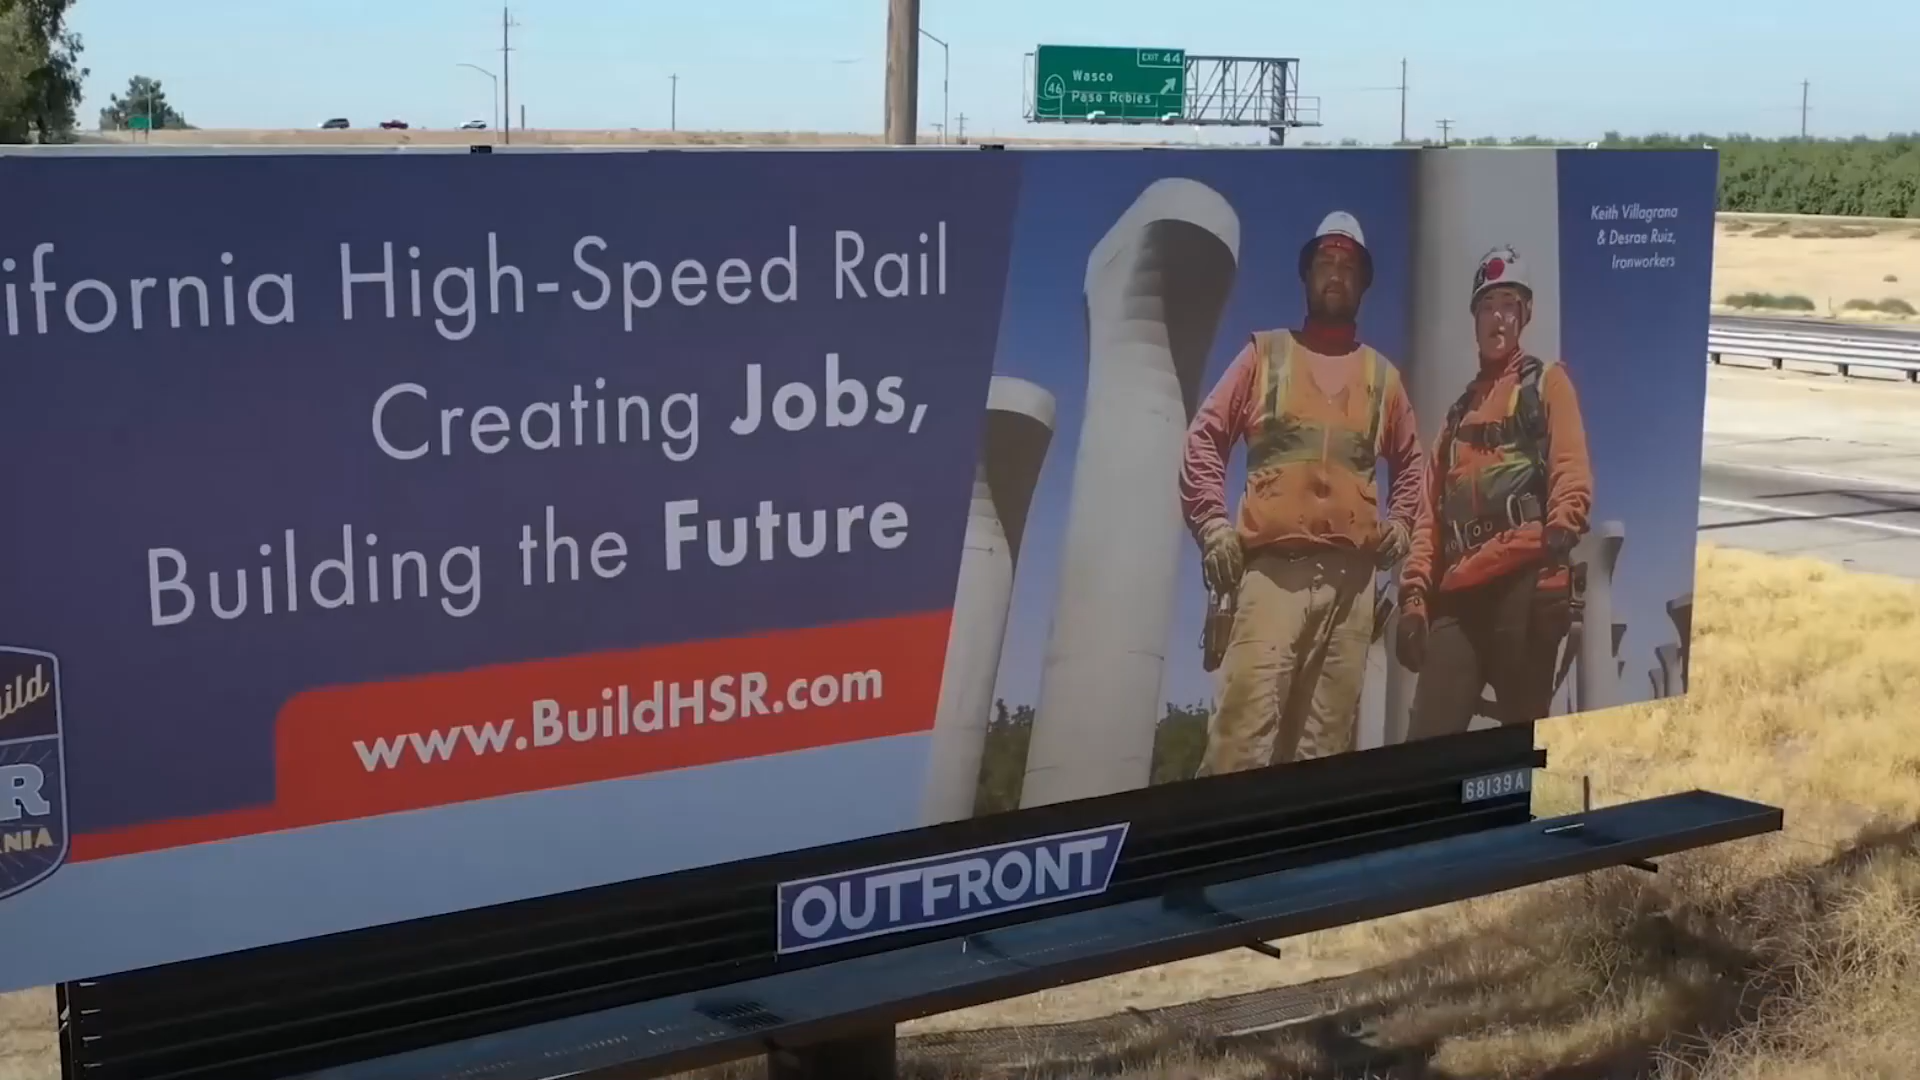 EXIT 44
46
Wasco
Paso Robles
ifornia High-Speed Rail
Creating Jobs,
Building the Future
www.BuildHSR.com
Keith Villagrana
& Desrae Ruiz,
Ironworkers
uild
R
NIA
68139A
OUTFRONT